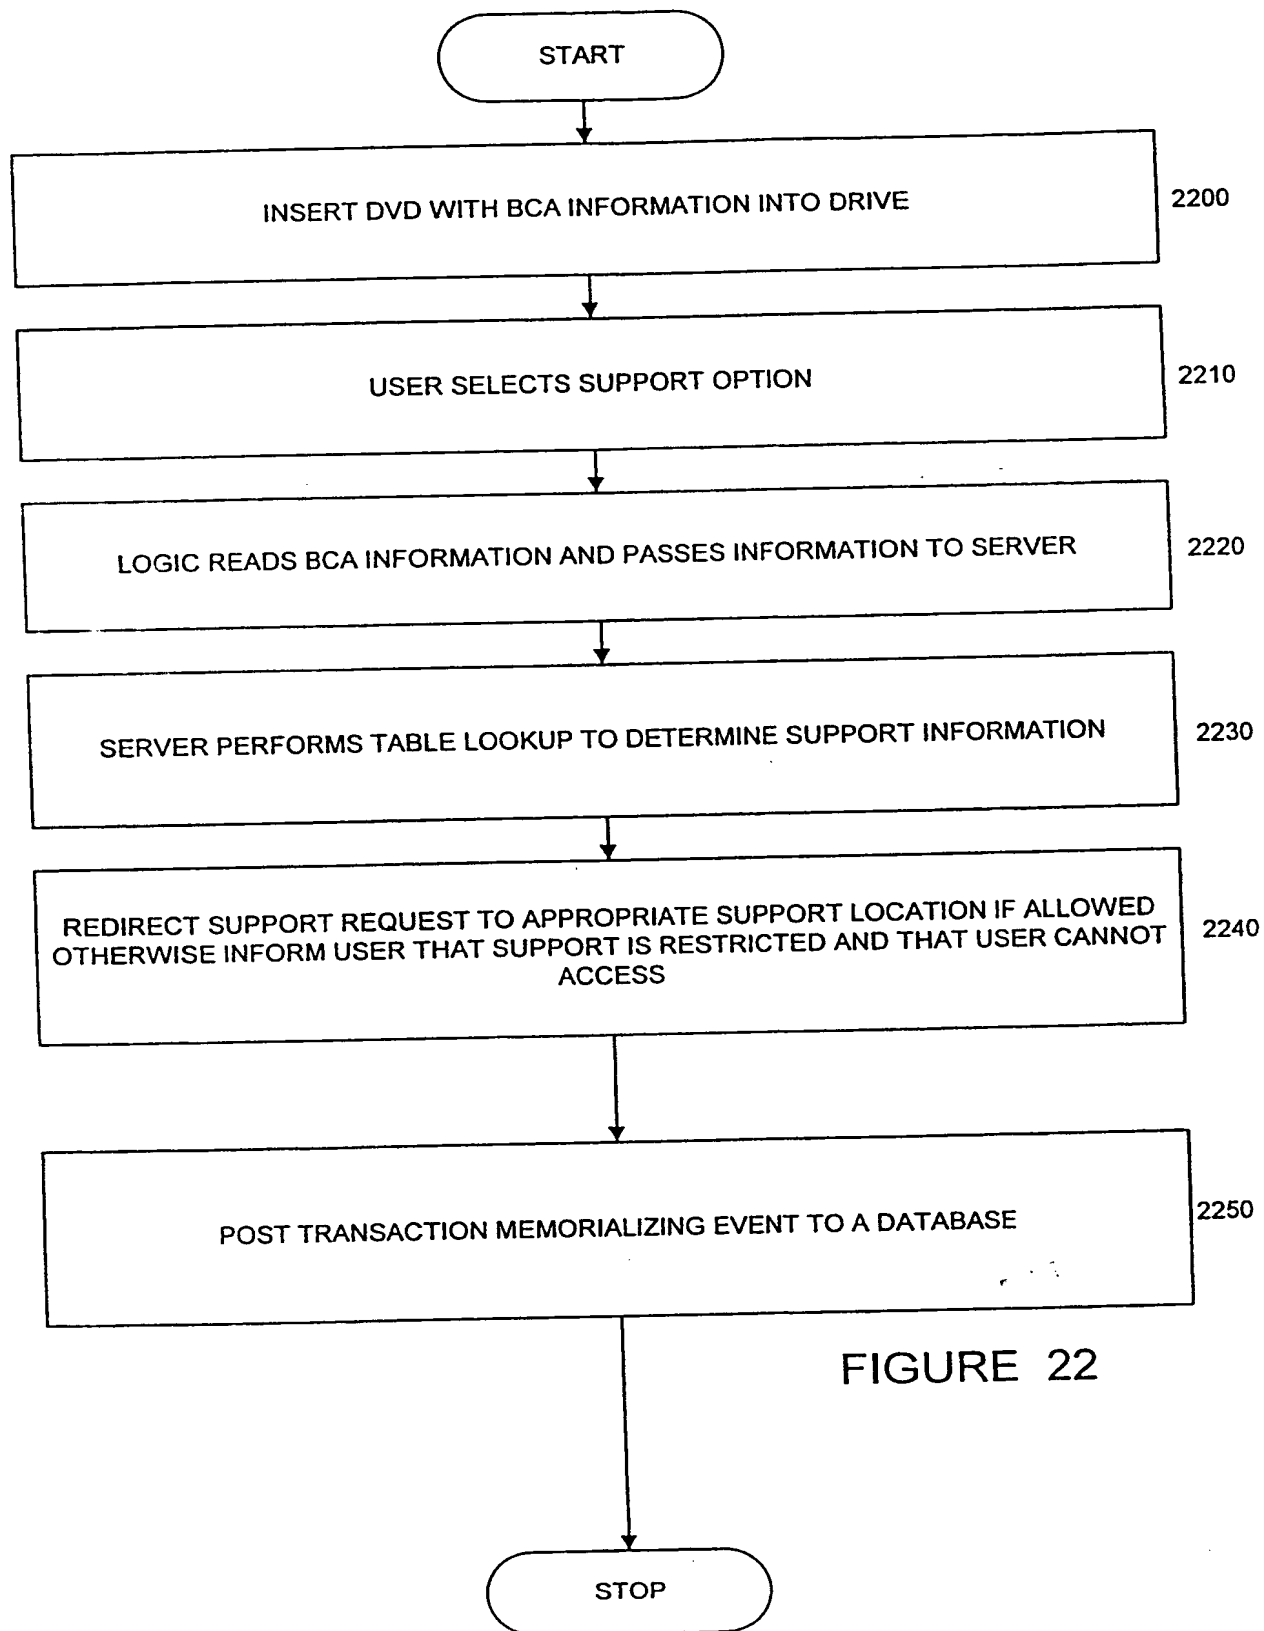 START
INSERT DVD WITH BCA INFORMATION INTO DRIVE
2200
USER SELECTS SUPPORT OPTION
2210
LOGIC READS BCA INFORMATION AND PASSES INFORMATION TO SERVER
2220
SERVER PERFORMS TABLE LOOKUP TO DETERMINE SUPPORT INFORMATION
2230
REDIRECT SUPPORT REQUEST TO APPROPRIATE SUPPORT LOCATION IF ALLOWED
OTHERWISE INFORM USER THAT SUPPORT IS RESTRICTED AND THAT USER CANNOT
ACCESS
2240
POST TRANSACTION MEMORIALIZING EVENT TO A DATABASE
2250
FIGURE 22
STOP